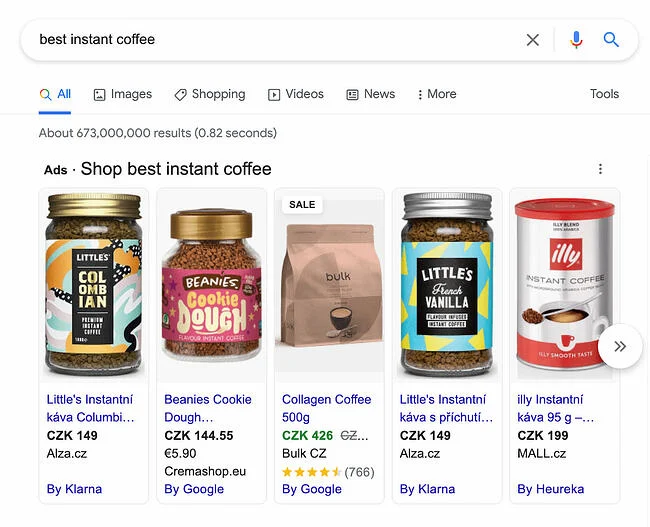 best instant coffee
All
Images
Shopping
Videos
News
More
Tools
About 673,000,000 results (0.82 seconds)
Ads · Shop best instant coffee
LITTLE'S
COL
OMB
IAN
PREMIUM
INSTANT
COFFEE
BEANIES
Cookie
DOUGH
FLAVOUR INSTANT COFFEE
SALE
bulk
LITTLE'S
French
VANILLA
FLAVOUR INFUSED
INSTANT COFFEE
ILLY BLEND
100% ARABICA
illy
INSTANT COFFEE
ILLY SMOOTH TASTE
Little's Instantní
káva Columbi...
CZK 149
Alza.cz
By Klarna
Beanies Cookie
Dough...
CZK 144.55
€5.90
Cremashop.eu
By Google
Collagen Coffee
500g
CZK 426 CZ...
Bulk CZ
(766)
By Google
Little's Instantní
káva s příchutí...
CZK 149
Alza.cz
By Klarna
illy Instantní
káva 95 g –...
CZK 199
MALL.cz
By Heureka